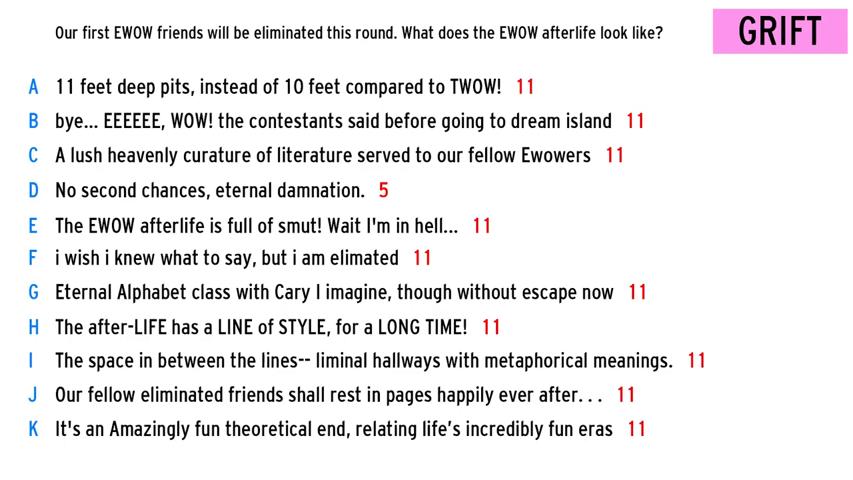 Our first EWOW friends will be eliminated this round. What does the EWOW afterlife look like?
GRIFT
A 11 feet deep pits, instead of 10 feet compared to TWOW! 11
B bye... EEEEEE, WOW! the contestants said before going to dream island 11
C A lush heavenly curature of literature served to our fellow Ewowers 11
D No second chances, eternal damnation. 5
E The EWOW afterlife is full of smut! Wait I'm in hell... 11
F i wish i knew what to say, but i am elimated 11
G Eternal Alphabet class with Cary I imagine, though without escape now 11
H The after-LIFE has a LINE of STYLE, for a LONG TIME! 11
I The space in between the lines-- liminal hallways with metaphorical meanings. 11
J Our fellow eliminated friends shall rest in pages happily ever after. . . 11
K It's an Amazingly fun theoretical end, relating life’s incredibly fun eras 11